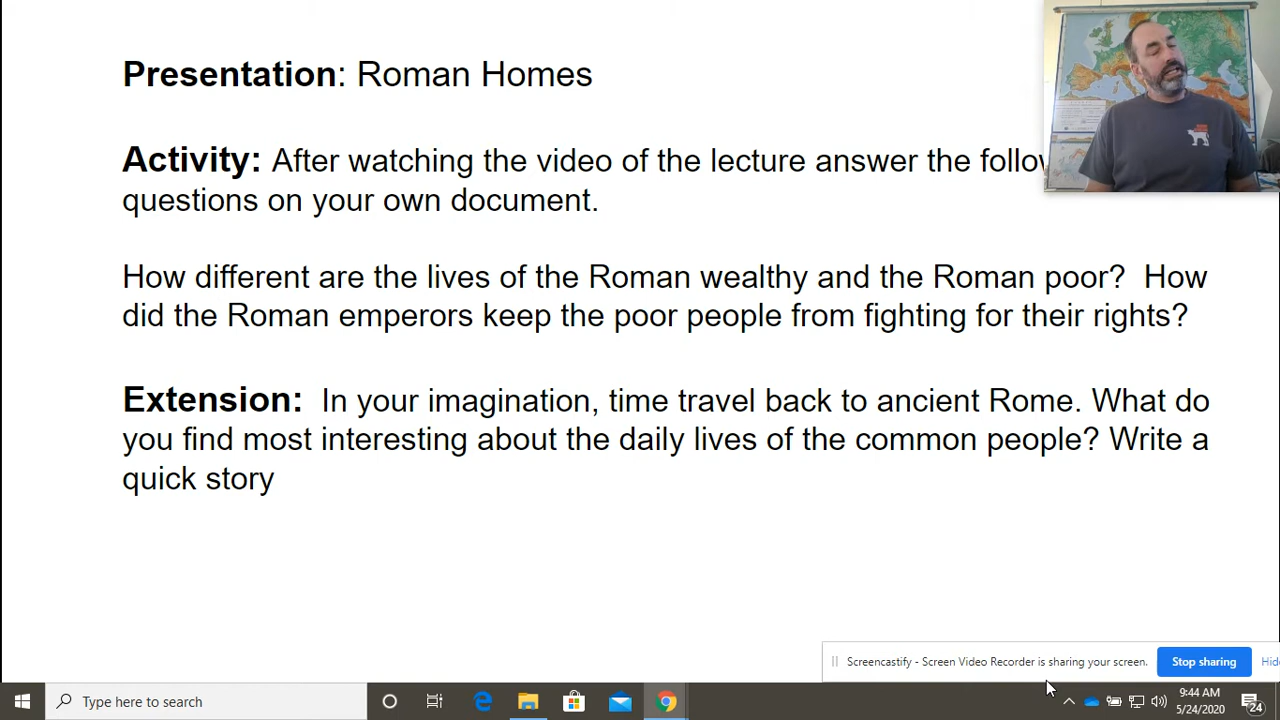 Presentation: Roman Homes
Activity: After watching the video of the lecture answer the
questions on your own document.
How different are the lives of the Roman wealthy and the Roman poor? How
did the Roman emperors keep the poor people from fighting for their rights?
Extension: In your imagination, time travel back to ancient Rome. What do
you find most interesting about the daily lives of the common people? Write a
quick story
Screencastify - Screen Video Recorder is sharing your screen.
Stop sharing
Type here to search
9:44 AM
5/24/2020
24